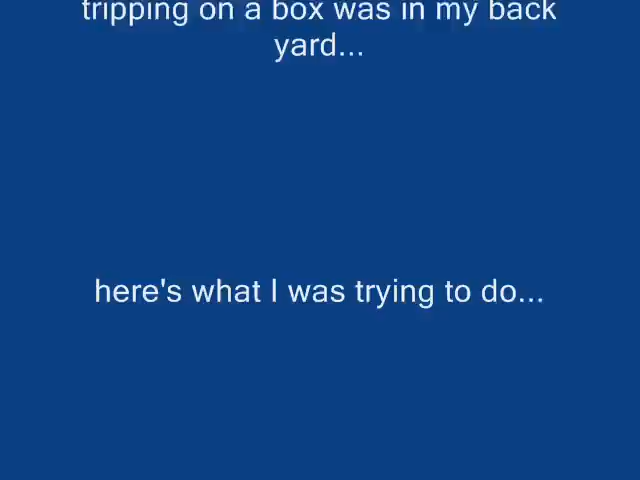 tripping on a box was in my back
yard...
here's what I was trying to do...